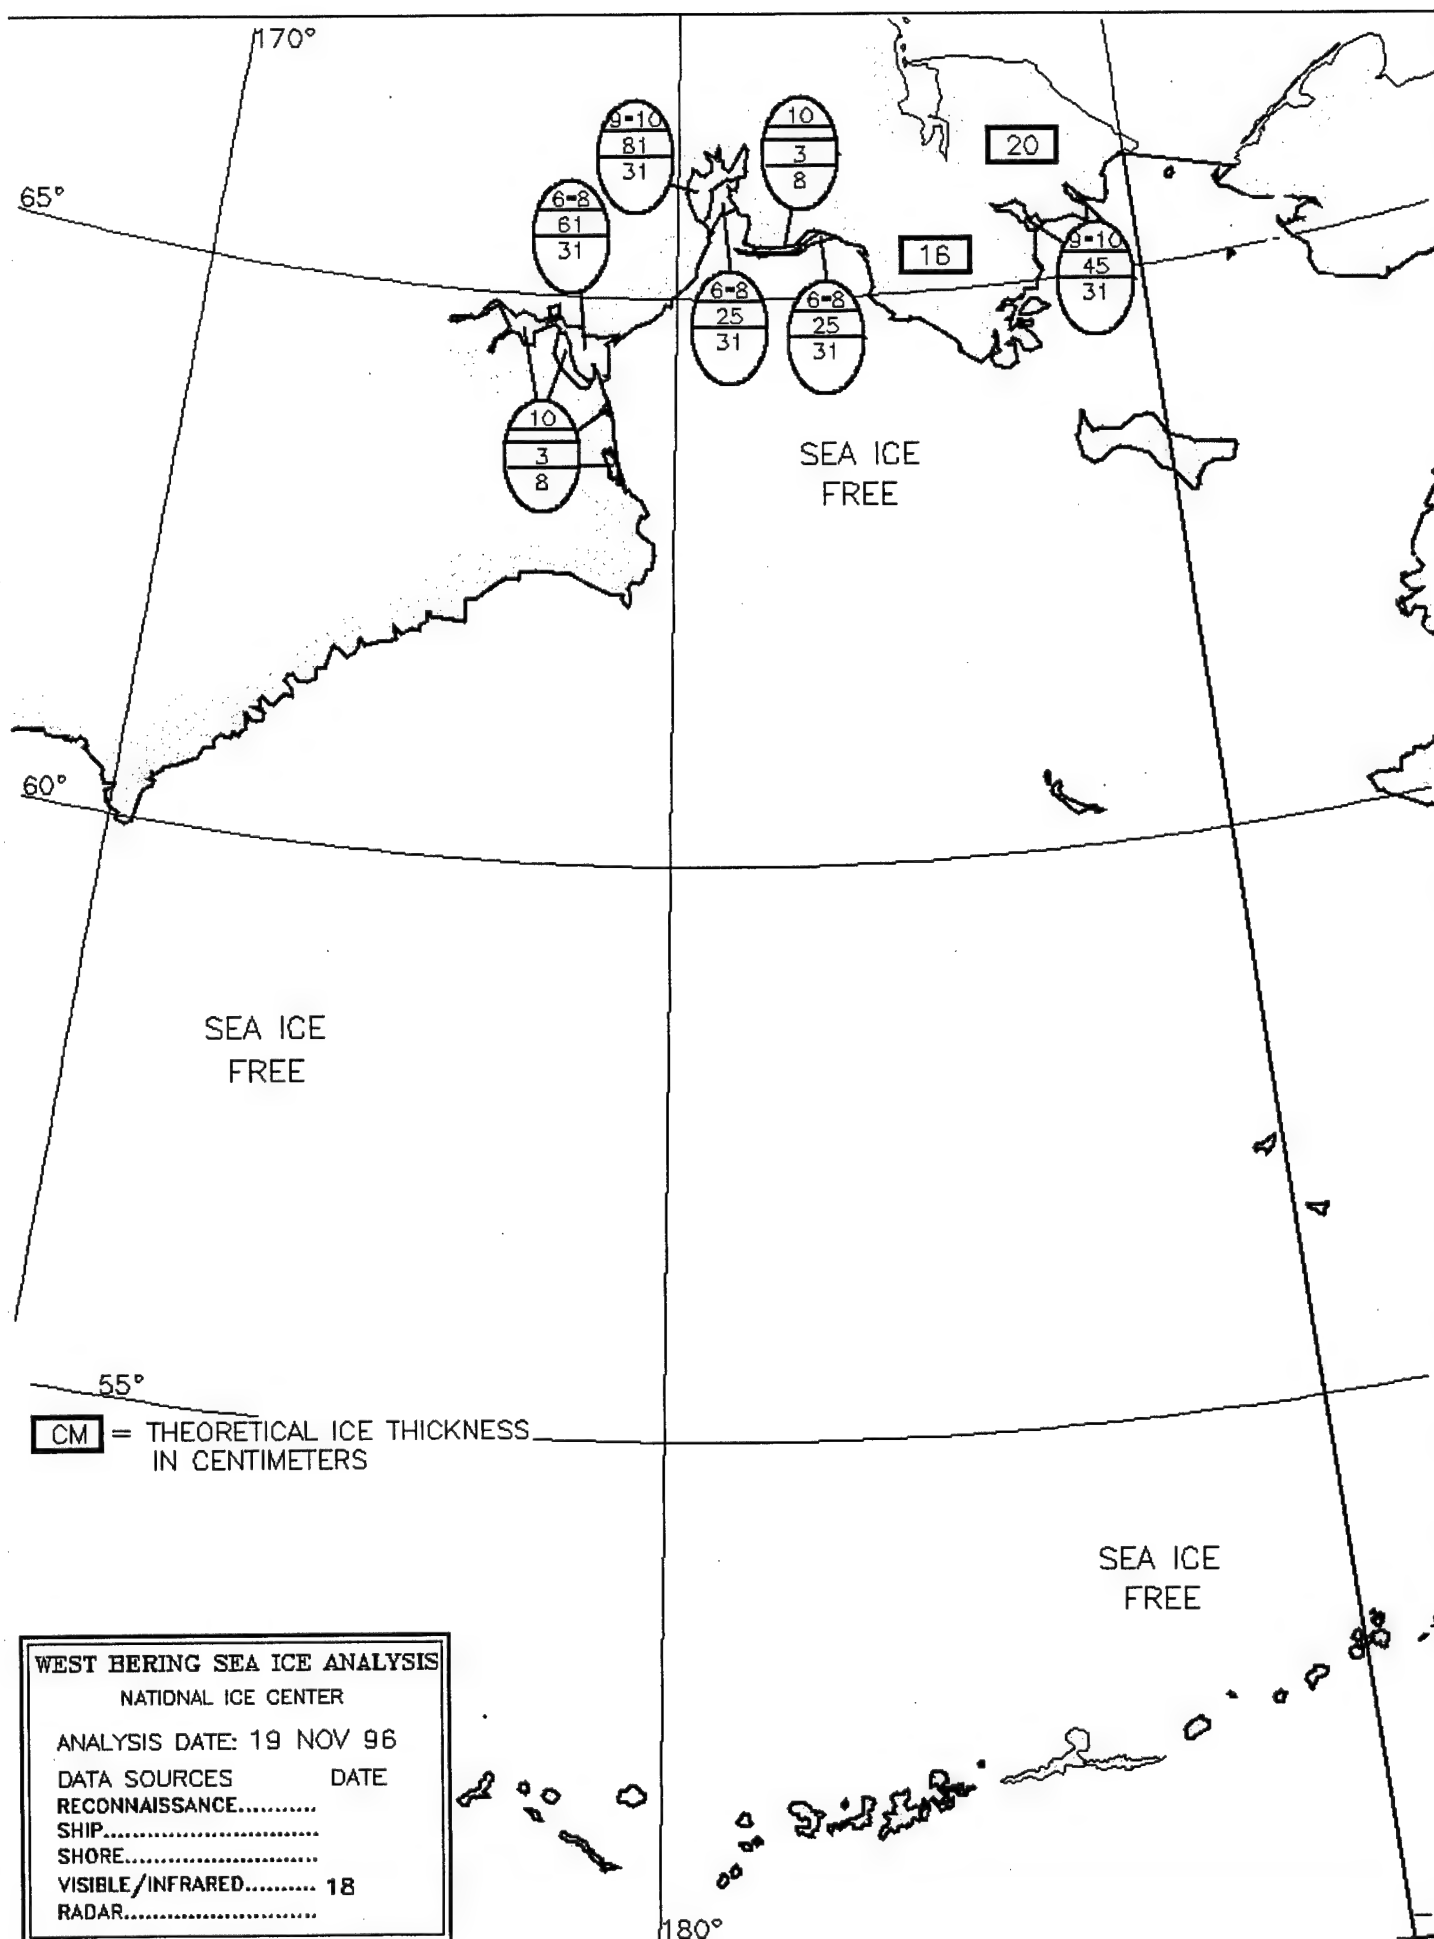 170°
9-10
81
31
10
3
8
20
65°
6-8
61
31
16
9-10
45
31
6-8
25
31
6-8
25
31
10
3
8
SEA ICE
FREE
60°
SEA ICE
FREE
55°
CM = THEORETICAL ICE THICKNESS
IN CENTIMETERS
SEA ICE
FREE
WEST BERING SEA ICE ANALYSIS
NATIONAL ICE CENTER
ANALYSIS DATE: 19 NOV 96
DATA SOURCES DATE
RECONNAISSANCE...........
SHIP..............................
SHORE...........................
VISIBLE/INFRARED.......... 18
RADAR...........................
180°